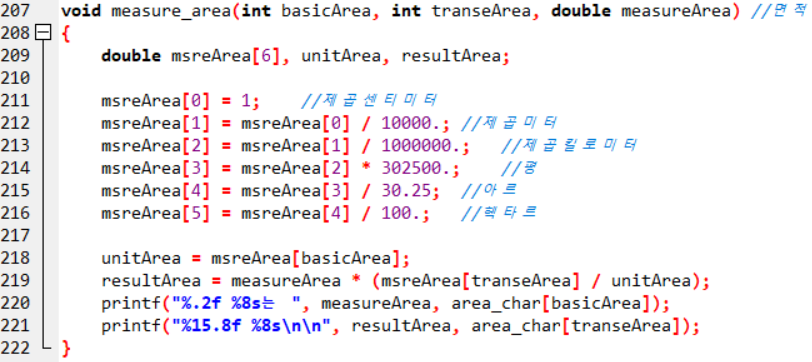 207 void measure_area(int basicArea, int transeArea, double measureArea) //면적
208 {
209 double msreArea[6], unitArea, resultArea;
210
211 msreArea[0] = 1; //제곱센티미터
212 msreArea[1] = msreArea[0] / 10000.; //제곱미터
213 msreArea[2] = msreArea[1] / 1000000.; //제곱킬로미터
214 msreArea[3] = msreArea[2] * 302500.; //평
215 msreArea[4] = msreArea[3] / 30.25; //아르
216 msreArea[5] = msreArea[4] / 100.; //헥타르
217
218 unitArea = msreArea[basicArea];
219 resultArea = measureArea * (msreArea[transeArea] / unitArea);
220 printf("%.2f %8s는 ", measureArea, area_char[basicArea]);
221 printf("%15.8f %8s\n\n", resultArea, area_char[transeArea]);
222 }